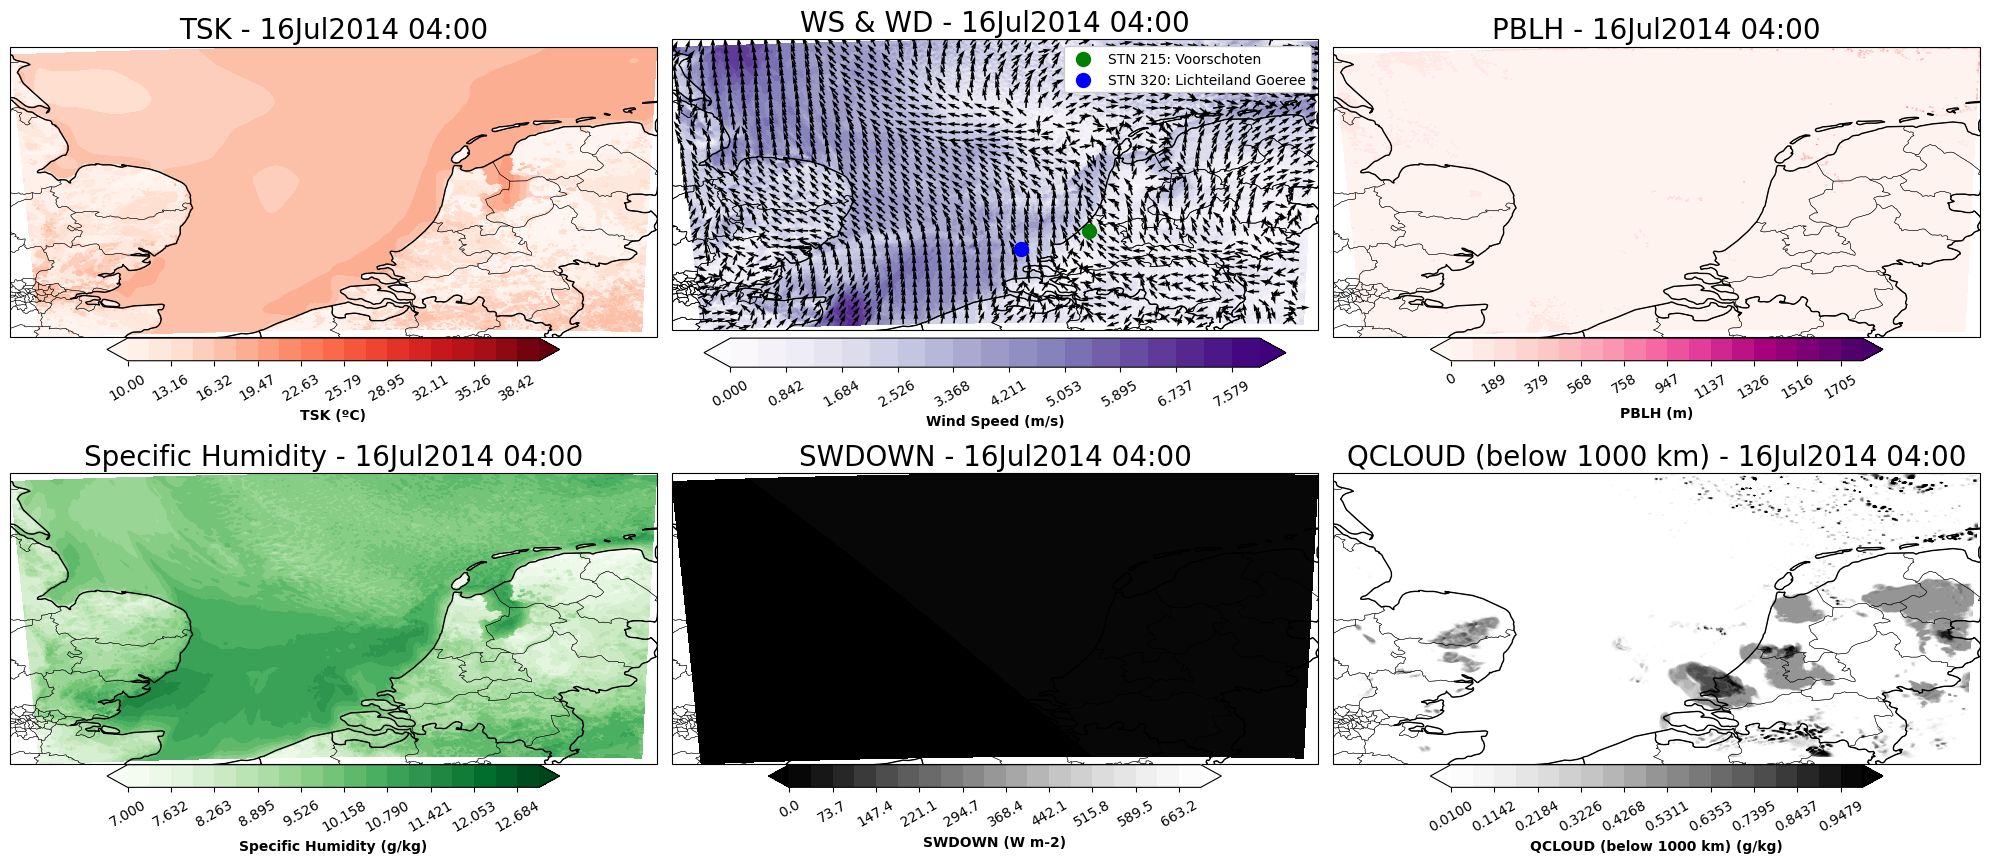 TSK - 16Jul2014 04:00
10.00 13.16 16.32 19.47 22.63 25.79 28.95 32.11 35.26 38.42
TSK (ºC)
WS & WD - 16Jul2014 04:00
STN 215: Voorschoten
STN 320: Lichteiland Goeree
0.000 0.842 1.684 2.526 3.368 4.211 5.053 5.895 6.737 7.579
Wind Speed (m/s)
PBLH - 16Jul2014 04:00
0 189 379 568 758 947 1137 1326 1516 1705
PBLH (m)
Specific Humidity - 16Jul2014 04:00
7.000 7.632 8.263 8.895 9.526 10.158 10.790 11.421 12.053 12.684
Specific Humidity (g/kg)
SWDOWN - 16Jul2014 04:00
0.0 73.7 147.4 221.1 294.7 368.4 442.1 515.8 589.5 663.2
SWDOWN (W m-2)
QCLOUD (below 1000 km) - 16Jul2014 04:00
0.0100 0.1142 0.2184 0.3226 0.4268 0.5311 0.6353 0.7395 0.8437 0.9479
QCLOUD (below 1000 km) (g/kg)